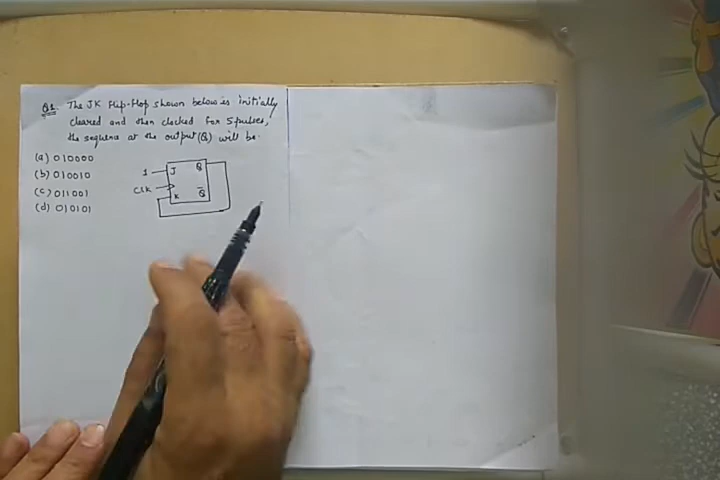 Q1. The JK flip-flop shown below is initially
cleared and then clocked for 5 pulses,
the sequence at the output (Q) will be-
(a) 010000
(b) 010010
(c) 011001
(d) 010101
1 J Q
Clk
K Q̅